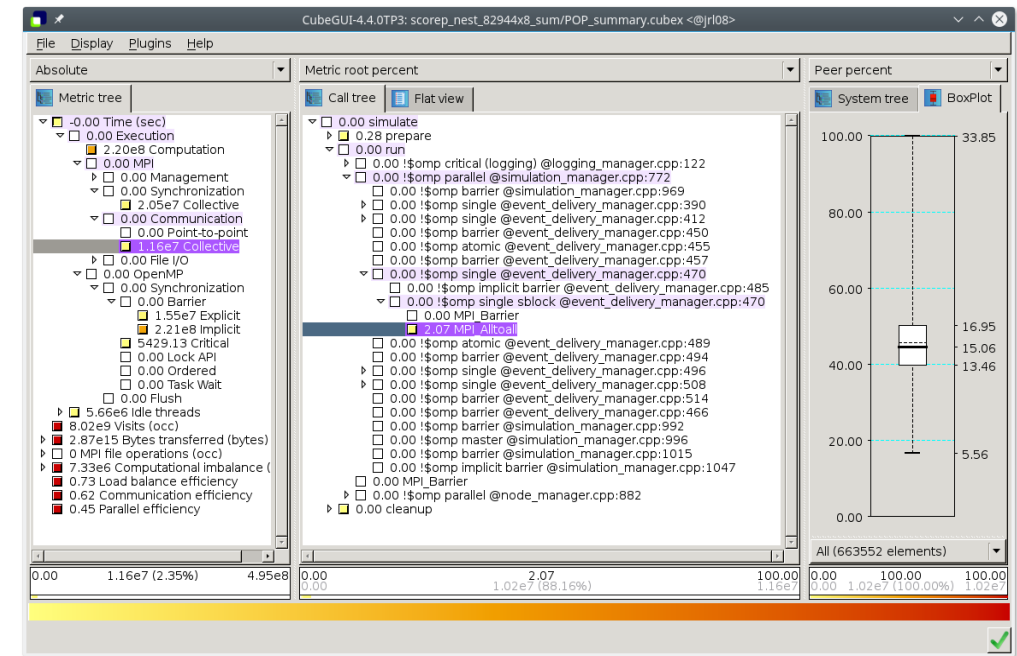 CubeGUI-4.4.0TP3: scorep_nest_82944x8_sum/POP_summary.cubex <@jrl08>
File Display Plugins Help
Absolute
Metric tree
-0.00 Time (sec)
0.00 Execution
2.20e8 Computation
0.00 MPI
0.00 Management
0.00 Synchronization
2.05e7 Collective
0.00 Communication
0.00 Point-to-point
1.16e7 Collective
0.00 File I/O
0.00 OpenMP
0.00 Synchronization
0.00 Barrier
1.55e7 Explicit
2.21e8 Implicit
5429.13 Critical
0.00 Lock API
0.00 Ordered
0.00 Task Wait
0.00 Flush
5.66e6 Idle threads
8.02e9 Visits (occ)
2.87e15 Bytes transferred (bytes)
0 MPI file operations (occ)
7.33e6 Computational imbalance (
0.73 Load balance efficiency
0.62 Communication efficiency
0.45 Parallel efficiency
0.00 1.16e7 (2.35%) 4.95e8
Metric root percent
Call tree Flat view
0.00 simulate
0.28 prepare
0.00 run
0.00 !$omp critical (logging) @logging_manager.cpp:122
0.00 !$omp parallel @simulation_manager.cpp:772
0.00 !$omp barrier @simulation_manager.cpp:969
0.00 !$omp single @event_delivery_manager.cpp:390
0.00 !$omp single @event_delivery_manager.cpp:412
0.00 !$omp barrier @event_delivery_manager.cpp:450
0.00 !$omp atomic @event_delivery_manager.cpp:455
0.00 !$omp barrier @event_delivery_manager.cpp:457
0.00 !$omp single @event_delivery_manager.cpp:470
0.00 !$omp implicit barrier @event_delivery_manager.cpp:485
0.00 !$omp single sblock @event_delivery_manager.cpp:470
0.00 MPI_Barrier
2.07 MPI_Alltoall
0.00 !$omp atomic @event_delivery_manager.cpp:489
0.00 !$omp barrier @event_delivery_manager.cpp:494
0.00 !$omp single @event_delivery_manager.cpp:496
0.00 !$omp single @event_delivery_manager.cpp:508
0.00 !$omp barrier @event_delivery_manager.cpp:514
0.00 !$omp barrier @event_delivery_manager.cpp:466
0.00 !$omp barrier @simulation_manager.cpp:992
0.00 !$omp master @simulation_manager.cpp:996
0.00 !$omp barrier @simulation_manager.cpp:1015
0.00 !$omp implicit barrier @simulation_manager.cpp:1047
0.00 MPI_Barrier
0.00 !$omp parallel @node_manager.cpp:882
0.00 cleanup
0.00 2.07 100.00
0.00 1.02e7 (88.16%) 1.16e7
Peer percent
System tree BoxPlot
100.00 33.85
80.00
60.00
16.95
15.06
40.00 13.46
20.00
5.56
0.00
All (663552 elements)
0.00 100.00 100.00
0.00 1.02e7 (100.00%) 1.02e7